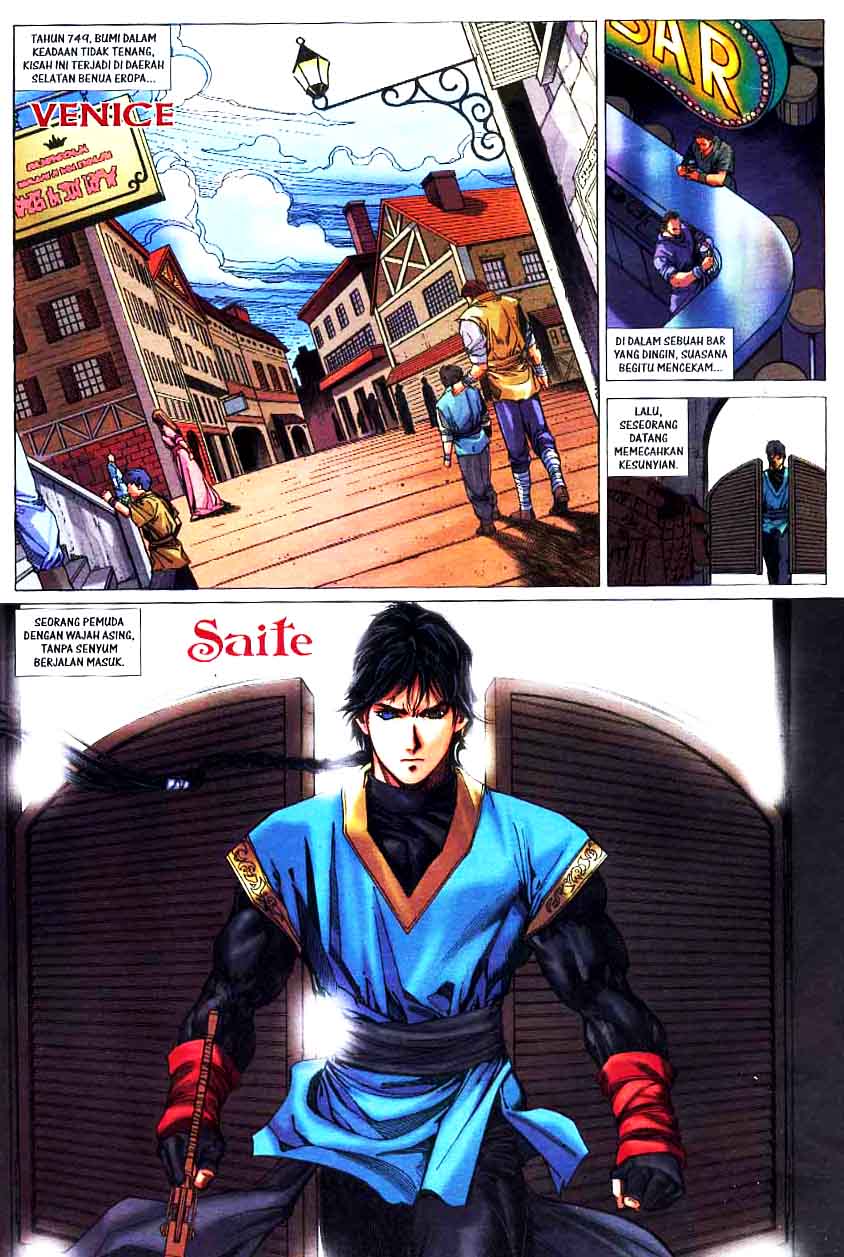 TAHUN 749, BUMI DALAM
KEADAAN TIDAK TENANG,
KISAH INI TERJADI DI DAERAH
SELATAN BENUA EROPA...
VENICE
BAR
DI DALAM SEBUAH BAR
YANG DINGIN, SUASANA
BEGITU MENCEKAM...
LALU,
SESEORANG
DATANG
MEMECAHKAN
KESUNYIAN.
SEORANG PEMUDA
DENGAN WAJAH ASING,
TANPA SENYUM
BERJALAN MASUK.
Saite